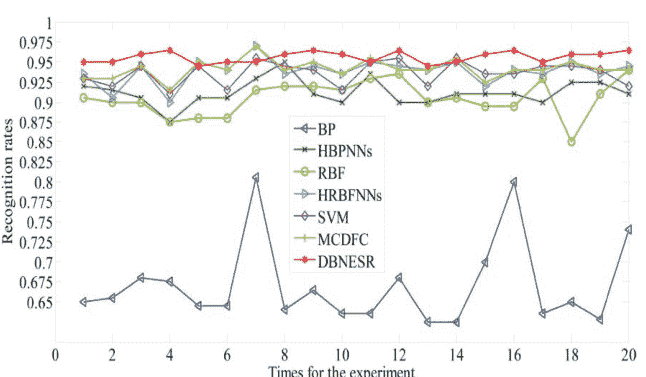 1
0.975
0.95
0.925
0.9
0.875
0.85
0.825
0.8
0.775
0.75
0.725
0.7
0.675
0.65
Recognition rates
BP
HBPNNs
RBF
HRBFNNs
SVM
MCDFC
DBNESR
0 2 4 6 8 10 12 14 16 18 20
Times for the experiment